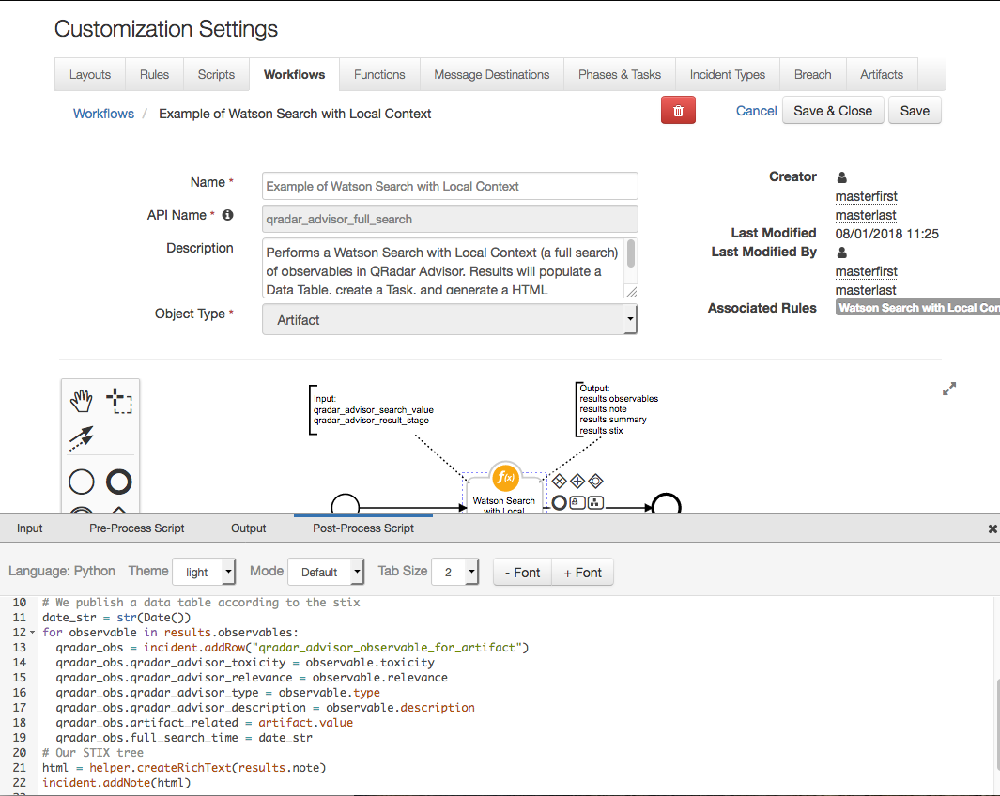 Customization Settings
Layouts Rules Scripts Workflows Functions Message Destinations Phases & Tasks Incident Types Breach Artifacts
Workflows / Example of Watson Search with Local Context Cancel Save & Close Save
Name * Example of Watson Search with Local Context
API Name * qradar_advisor_full_search
Description Performs a Watson Search with Local Context (a full search)
of observables in QRadar Advisor. Results will populate a
Data Table, create a Task, and generate a HTML
Object Type * Artifact
Creator
masterfirst
masterlast
Last Modified 08/01/2018 11:25
Last Modified By
masterfirst
masterlast
Associated Rules Watson Search with Local Con
Input:
qradar_advisor_search_value
qradar_advisor_result_stage
Output:
results.observables
results.note
results.summary
results.stix
f(x)
Watson Search
with Local
Input Pre-Process Script Output Post-Process Script
Language: Python Theme light Mode Default Tab Size 2 - Font + Font
10 # We publish a data table according to the stix
11 date_str = str(Date())
12 for observable in results.observables:
13 qradar_obs = incident.addRow("qradar_advisor_observable_for_artifact")
14 qradar_obs.qradar_advisor_toxicity = observable.toxicity
15 qradar_obs.qradar_advisor_relevance = observable.relevance
16 qradar_obs.qradar_advisor_type = observable.type
17 qradar_obs.qradar_advisor_description = observable.description
18 qradar_obs.artifact_related = artifact.value
19 qradar_obs.full_search_time = date_str
20 # Our STIX tree
21 html = helper.createRichText(results.note)
22 incident.addNote(html)